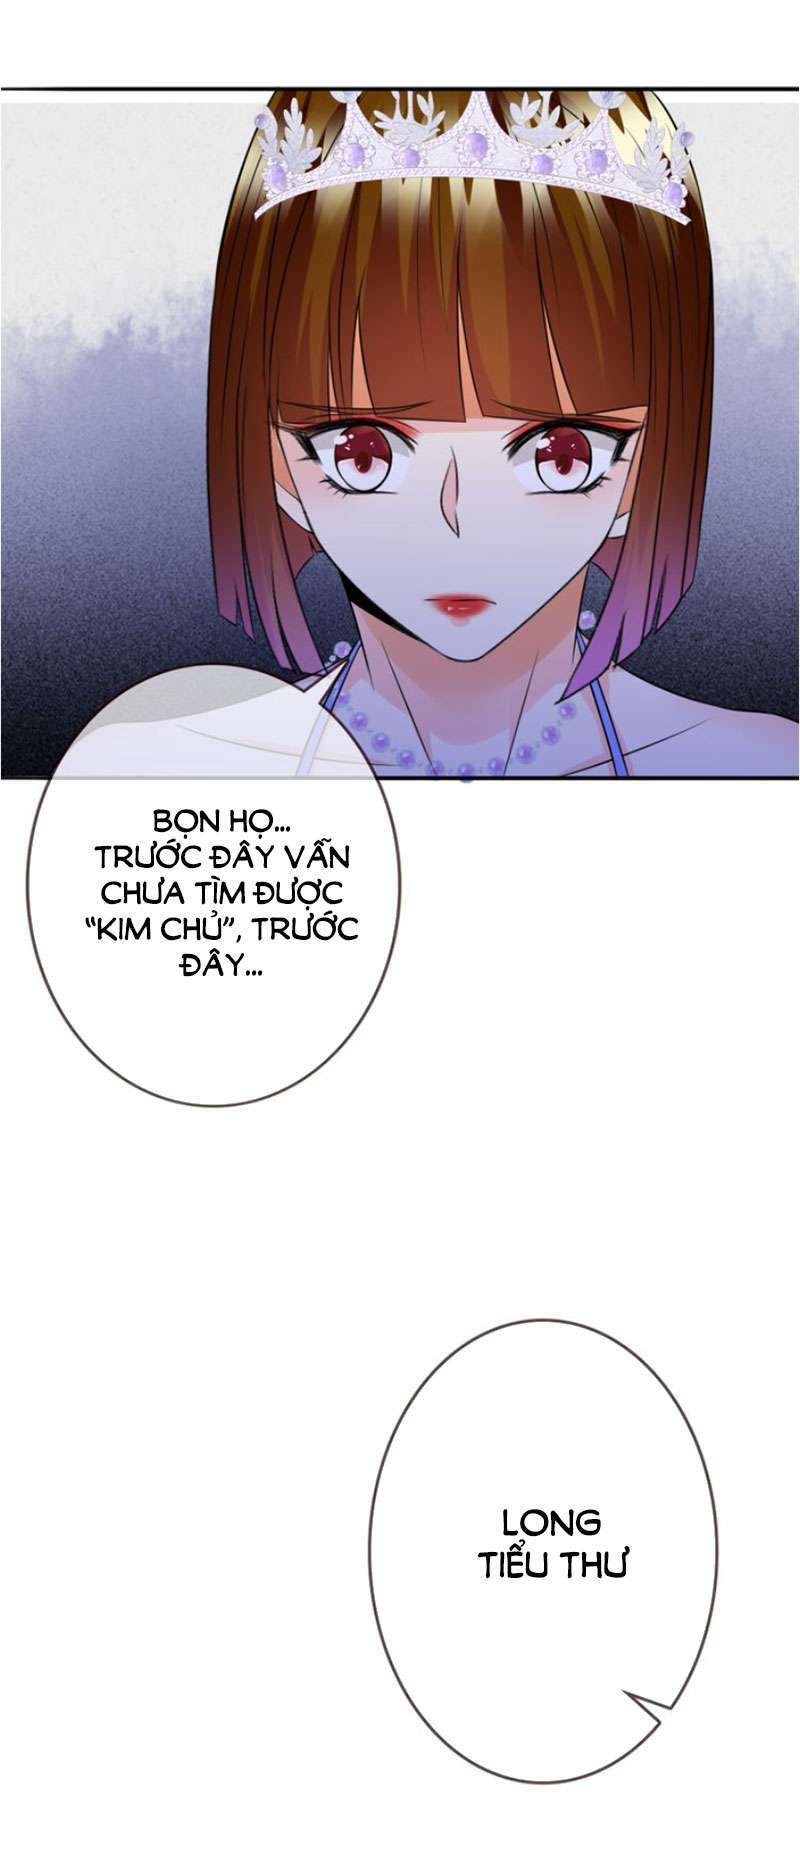 BỌN HỌ...
TRƯỚC ĐÂY VẪN
CHƯA TÌM ĐƯỢC
"KIM CHỦ", TRƯỚC
ĐÂY...
LONG
TIỂU THƯ